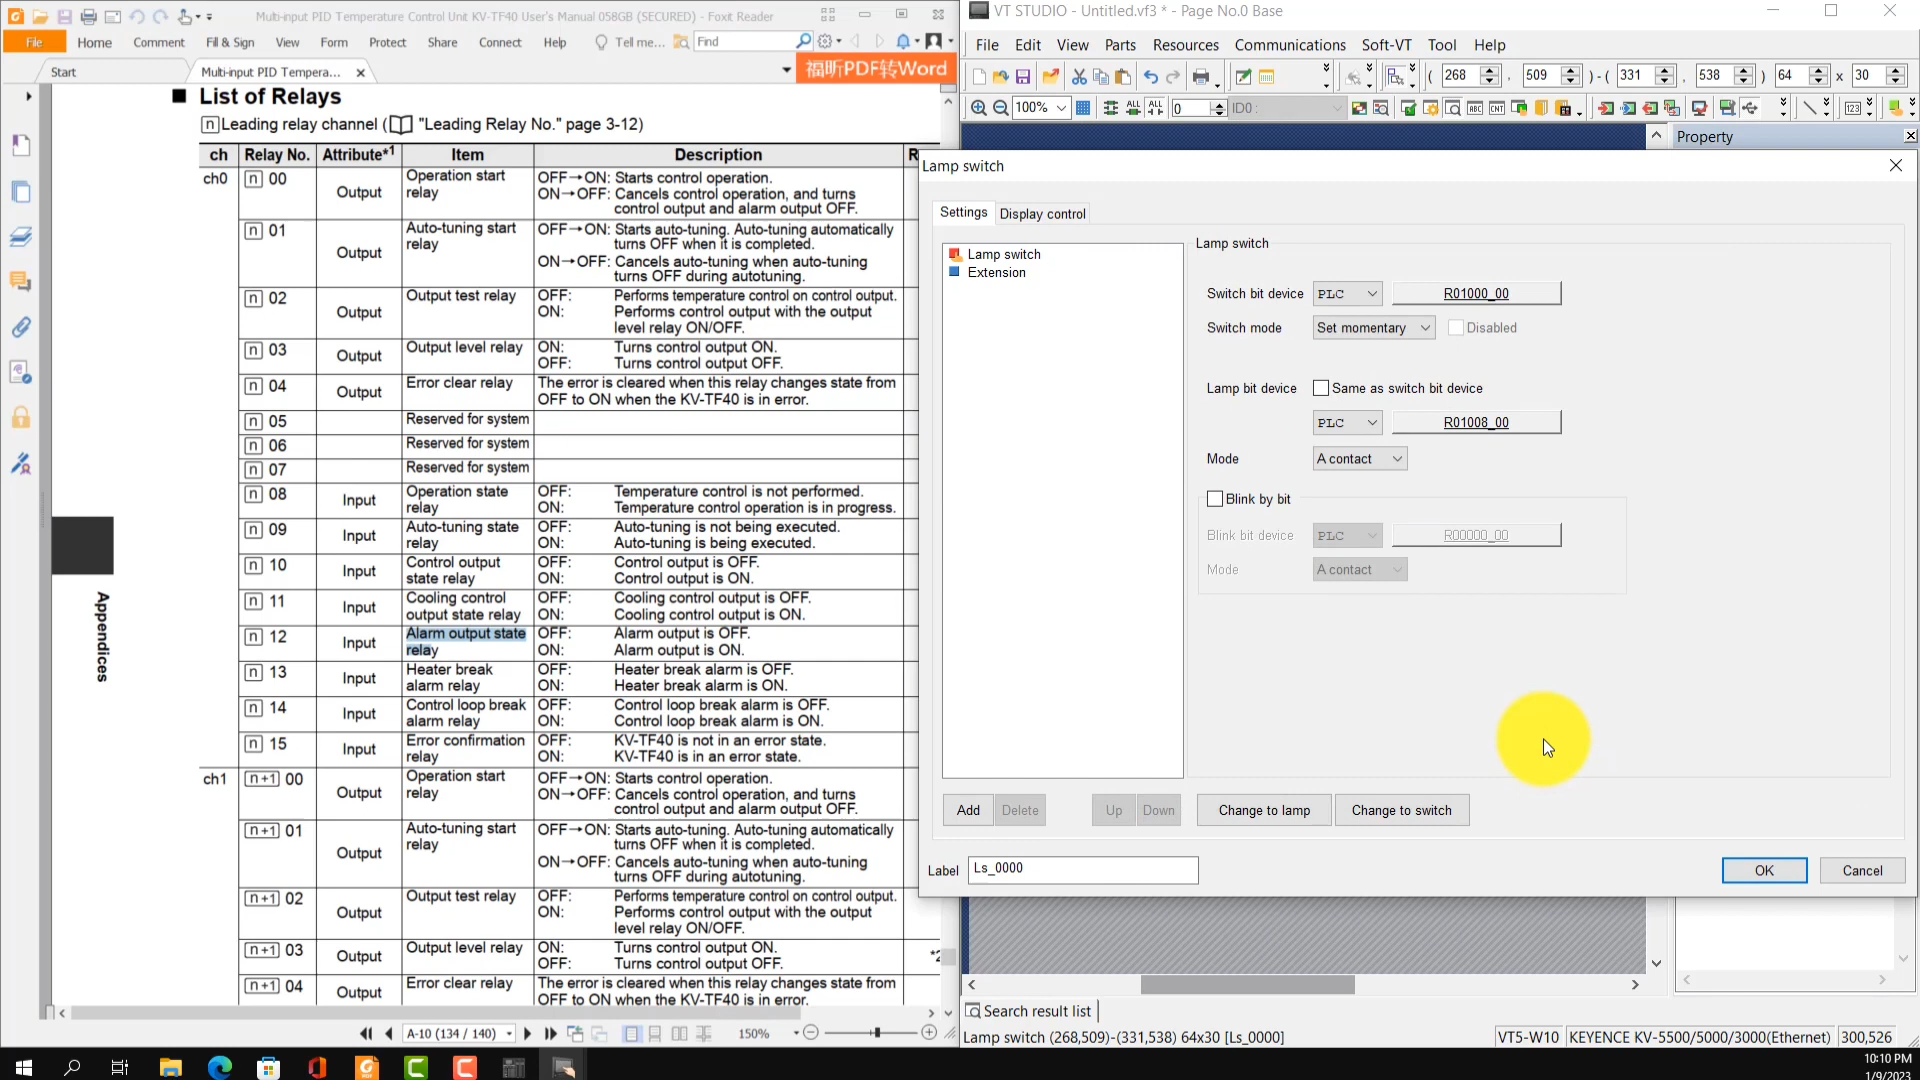 Multi-input PID Temperature Control Unit KV-TF40 User's Manual 058GB (SECURED) - Foxit Reader
File Home Comment Fill & Sign View Form Protect Share Connect Help Tell me... Find
Start Multi-input PID Tempera... 福昕PDF转Word
■ List of Relays
n Leading relay channel ( "Leading Relay No." page 3-12)
ch Relay No. Attribute*1 Item Description R
ch0 n 00 Output Operation start relay OFF→ON: Starts control operation.
ON→OFF: Cancels control operation, and turns
control output and alarm output OFF.
n 01 Output Auto-tuning start relay OFF→ON: Starts auto-tuning. Auto-tuning automatically
turns OFF when it is completed.
ON→OFF: Cancels auto-tuning when auto-tuning
turns OFF during autotuning.
n 02 Output Output test relay OFF: Performs temperature control on control output.
ON: Performs control output with the output
level relay ON/OFF.
n 03 Output Output level relay ON: Turns control output ON.
OFF: Turns control output OFF.
n 04 Output Error clear relay The error is cleared when this relay changes state from
OFF to ON when the KV-TF40 is in error.
n 05 Reserved for system
n 06 Reserved for system
n 07 Reserved for system
n 08 Input Operation state relay OFF: Temperature control is not performed.
ON: Temperature control operation is in progress.
n 09 Input Auto-tuning state relay OFF: Auto-tuning is not being executed.
ON: Auto-tuning is being executed.
n 10 Input Control output state relay OFF: Control output is OFF.
ON: Control output is ON.
n 11 Input Cooling control output state relay OFF: Cooling control output is OFF.
ON: Cooling control output is ON.
n 12 Input Alarm output state relay OFF: Alarm output is OFF.
ON: Alarm output is ON.
n 13 Input Heater break alarm relay OFF: Heater break alarm is OFF.
ON: Heater break alarm is ON.
n 14 Input Control loop break alarm relay OFF: Control loop break alarm is OFF.
ON: Control loop break alarm is ON.
n 15 Input Error confirmation relay OFF: KV-TF40 is not in an error state.
ON: KV-TF40 is in an error state.
ch1 n+1 00 Output Operation start relay OFF→ON: Starts control operation.
ON→OFF: Cancels control operation, and turns
control output and alarm output OFF.
n+1 01 Output Auto-tuning start relay OFF→ON: Starts auto-tuning. Auto-tuning automatically
turns OFF when it is completed.
ON→OFF: Cancels auto-tuning when auto-tuning
turns OFF during autotuning.
n+1 02 Output Output test relay OFF: Performs temperature control on control output.
ON: Performs control output with the output
level relay ON/OFF.
n+1 03 Output Output level relay ON: Turns control output ON.
OFF: Turns control output OFF. *2
n+1 04 Output Error clear relay The error is cleared when this relay changes state from
OFF to ON when the KV-TF40 is in error.
Appendices
A-10 (134 / 140) 150%
VT STUDIO - Untitled.vf3 * - Page No.0 Base
File Edit View Parts Resources Communications Soft-VT Tool Help
( 268 , 509 )-( 331 , 538 ) 64 x 30
100% ALL ALL 0 ID0 : ABC CNT 123
Property
Lamp switch
Settings Display control
Lamp switch
Extension
Lamp switch
Switch bit device PLC R01000_00
Switch mode Set momentary Disabled
Lamp bit device Same as switch bit device
PLC R01008_00
Mode A contact
Blink by bit
Blink bit device PLC R00000_00
Mode A contact
Add Delete Up Down Change to lamp Change to switch
Label Ls_0000 OK Cancel
Search result list
Lamp switch (268,509)-(331,538) 64x30 [Ls_0000] VT5-W10 KEYENCE KV-5500/5000/3000(Ethernet) 300,526
10:10 PM
1/9/2023